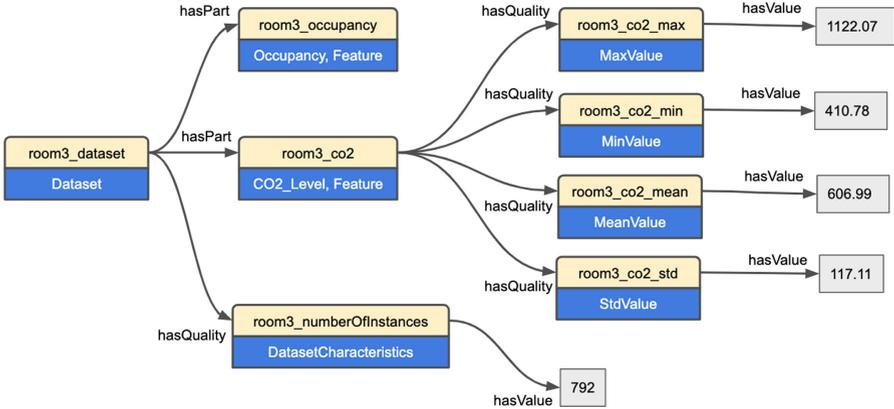 hasPart
room3_occupancy
Occupancy, Feature
hasQuality
room3_co2_max
MaxValue
hasValue
1122.07
hasQuality
room3_co2_min
MinValue
hasValue
410.78
room3_dataset
Dataset
hasPart
room3_co2
CO2_Level, Feature
hasQuality
room3_co2_mean
MeanValue
hasValue
606.99
hasQuality
room3_co2_std
StdValue
hasValue
117.11
hasQuality
room3_numberOfInstances
DatasetCharacteristics
hasValue
792